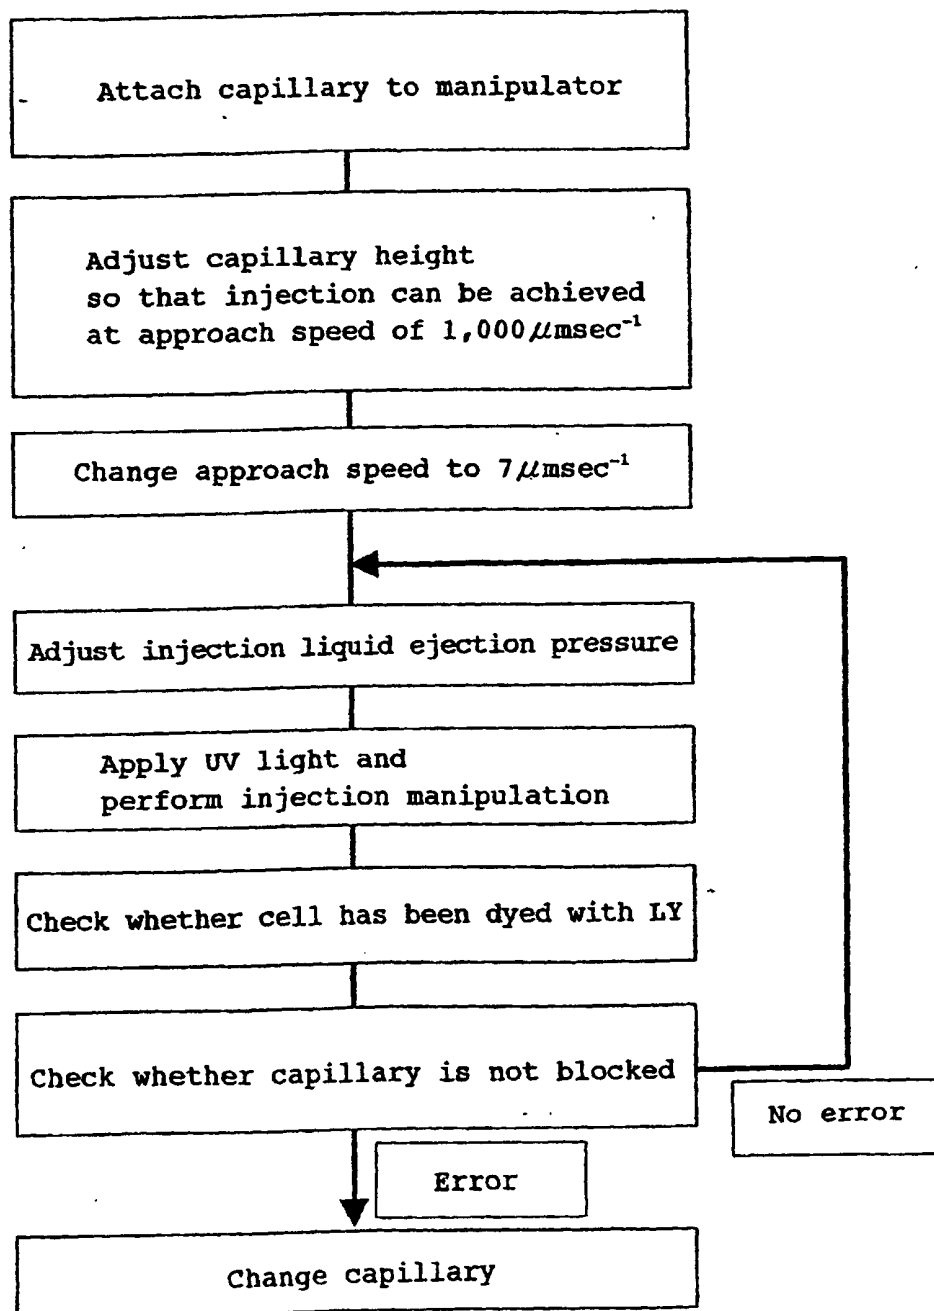 Attach capillary to manipulator
Adjust capillary height
so that injection can be achieved
at approach speed of 1,000μmsec⁻¹
Change approach speed to 7μmsec⁻¹
Adjust injection liquid ejection pressure
Apply UV light and
perform injection manipulation
Check whether cell has been dyed with LY
Check whether capillary is not blocked
No error
Error
Change capillary